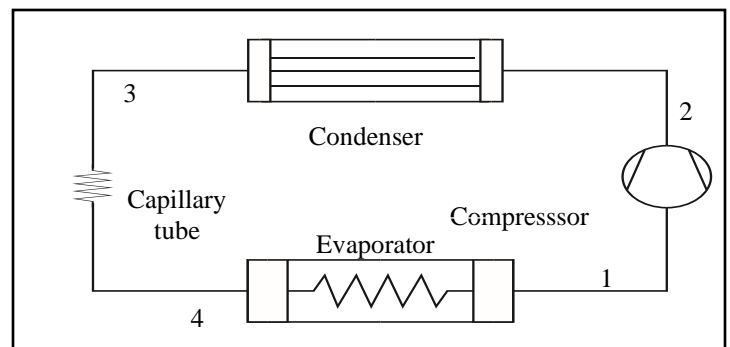 3
2
Condenser
Capillary
tube
Compresssor
Evaporator
1
4